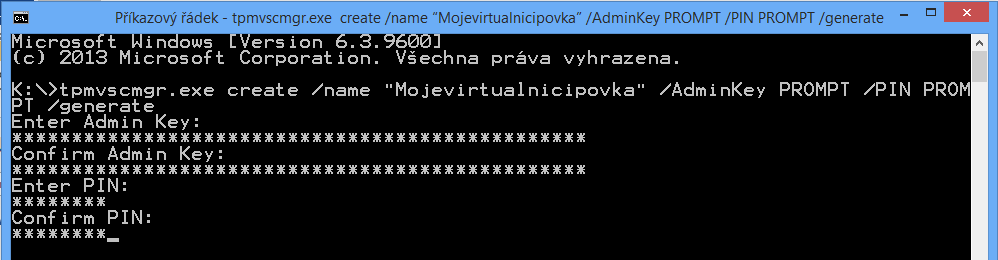 Příkazový řádek - tpmvscmgr.exe  create /name "Mojevirtualnicipovka" /AdminKey PROMPT /PIN PROMPT /generate
Microsoft Windows [Version 6.3.9600]
(c) 2013 Microsoft Corporation. Všechna práva vyhrazena.
K:\>tpmvscmgr.exe create /name "Mojevirtualnicipovka" /AdminKey PROMPT /PIN PROM
PT /generate
Enter Admin Key:
************************************************
Confirm Admin Key:
************************************************
Enter PIN:
********
Confirm PIN:
********_